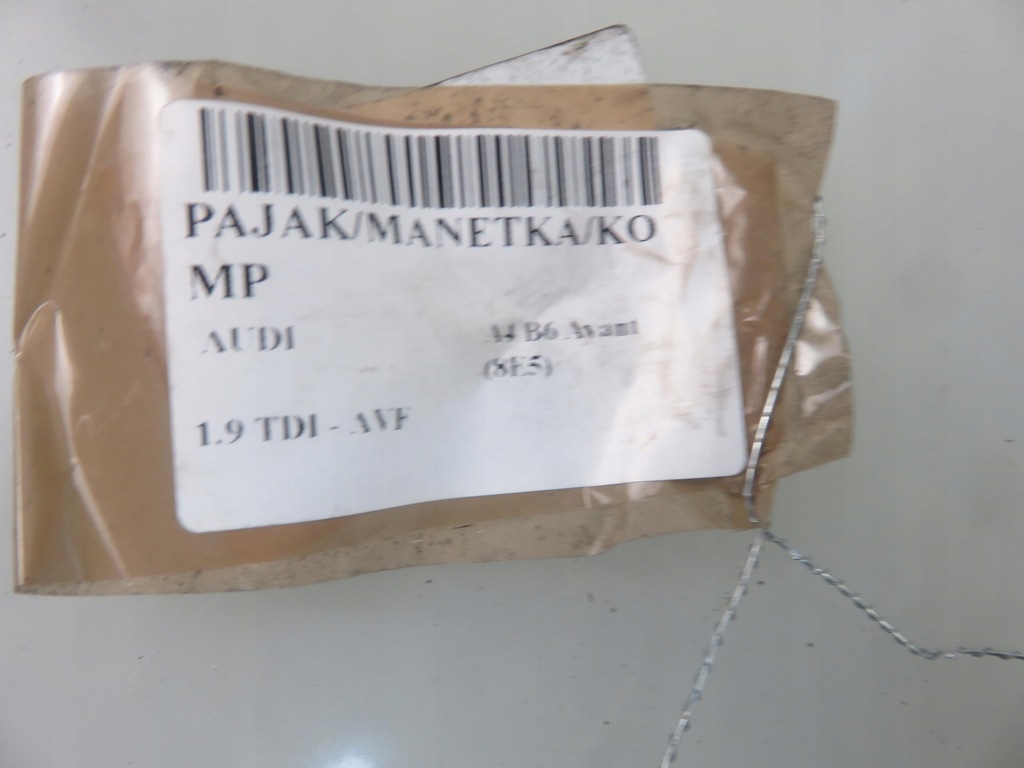 PAJAK/MANETKA/KO
MP
AUDI A4 B6 Avant
(8E5)
1.9 TDI - AVF